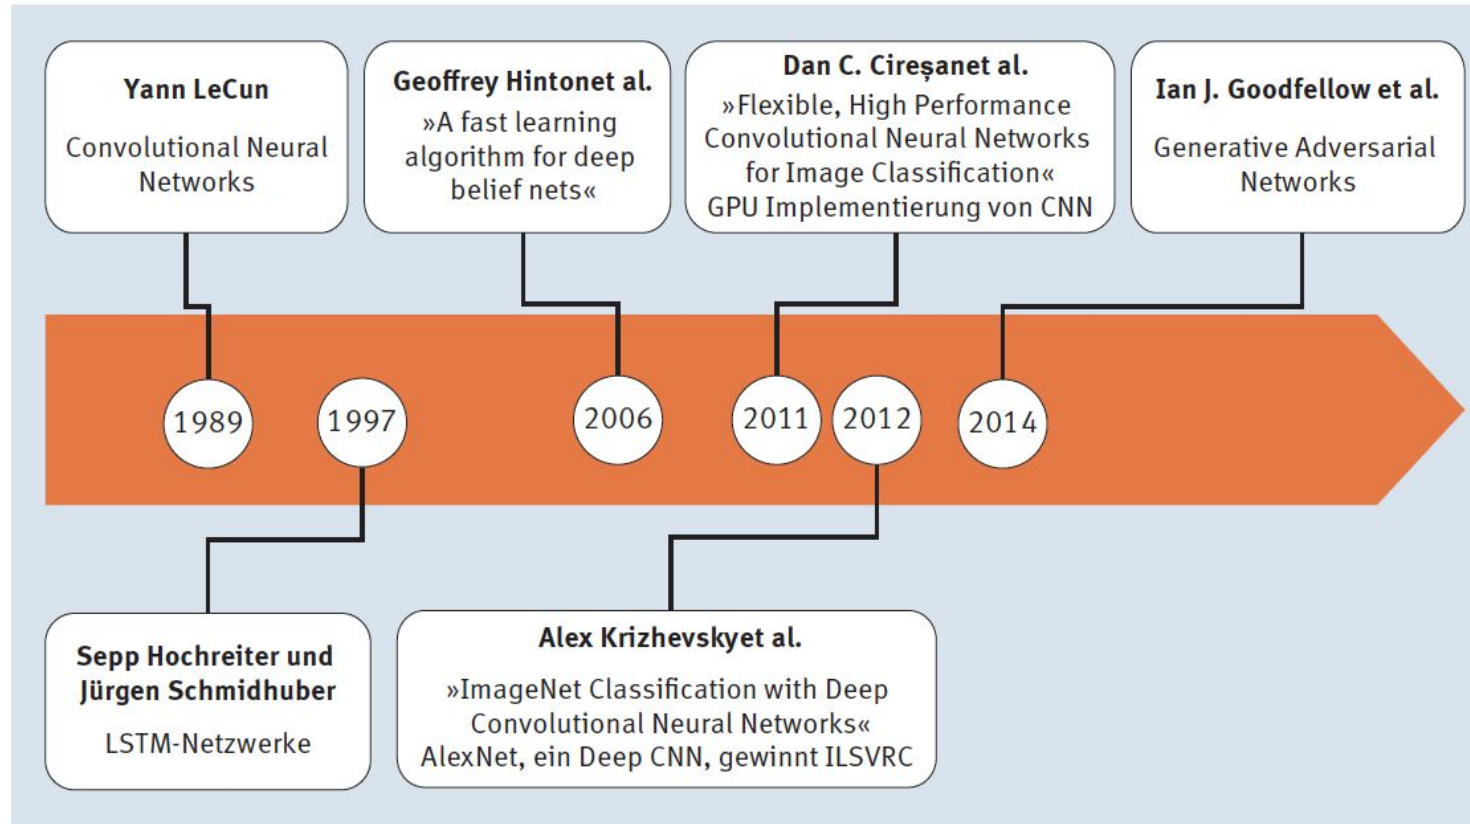 Yann LeCun
Convolutional Neural
Networks
Geoffrey Hintonet al.
»A fast learning
algorithm for deep
belief nets«
Dan C. Cireșanet al.
»Flexible, High Performance
Convolutional Neural Networks
for Image Classification«
GPU Implementierung von CNN
Ian J. Goodfellow et al.
Generative Adversarial
Networks
1989
1997
2006
2011
2012
2014
Sepp Hochreiter und
Jürgen Schmidhuber
LSTM-Netzwerke
Alex Krizhevskyet al.
»ImageNet Classification with Deep
Convolutional Neural Networks«
AlexNet, ein Deep CNN, gewinnt ILSVRC